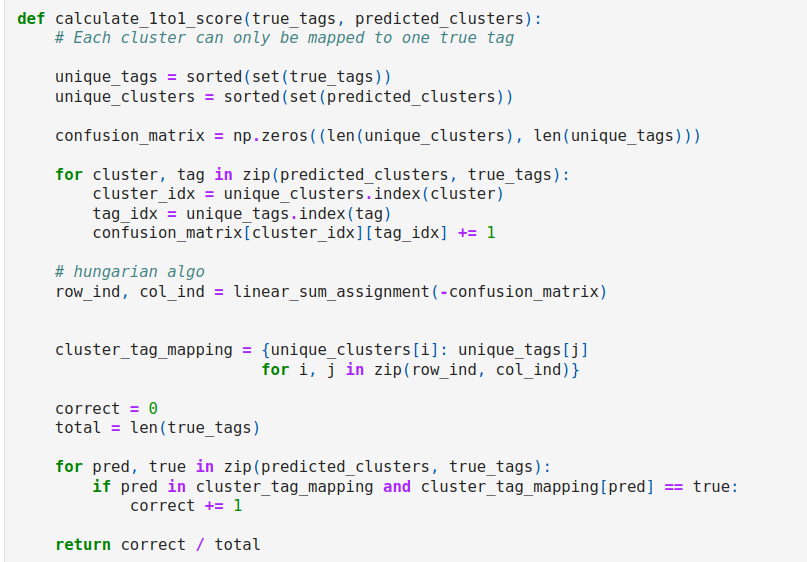 def calculate_1to1_score(true_tags, predicted_clusters):
    # Each cluster can only be mapped to one true tag

    unique_tags = sorted(set(true_tags))
    unique_clusters = sorted(set(predicted_clusters))

    confusion_matrix = np.zeros((len(unique_clusters), len(unique_tags)))

    for cluster, tag in zip(predicted_clusters, true_tags):
        cluster_idx = unique_clusters.index(cluster)
        tag_idx = unique_tags.index(tag)
        confusion_matrix[cluster_idx][tag_idx] += 1

    # hungarian algo
    row_ind, col_ind = linear_sum_assignment(-confusion_matrix)


    cluster_tag_mapping = {unique_clusters[i]: unique_tags[j]
                          for i, j in zip(row_ind, col_ind)}

    correct = 0
    total = len(true_tags)

    for pred, true in zip(predicted_clusters, true_tags):
        if pred in cluster_tag_mapping and cluster_tag_mapping[pred] == true:
            correct += 1

    return correct / total